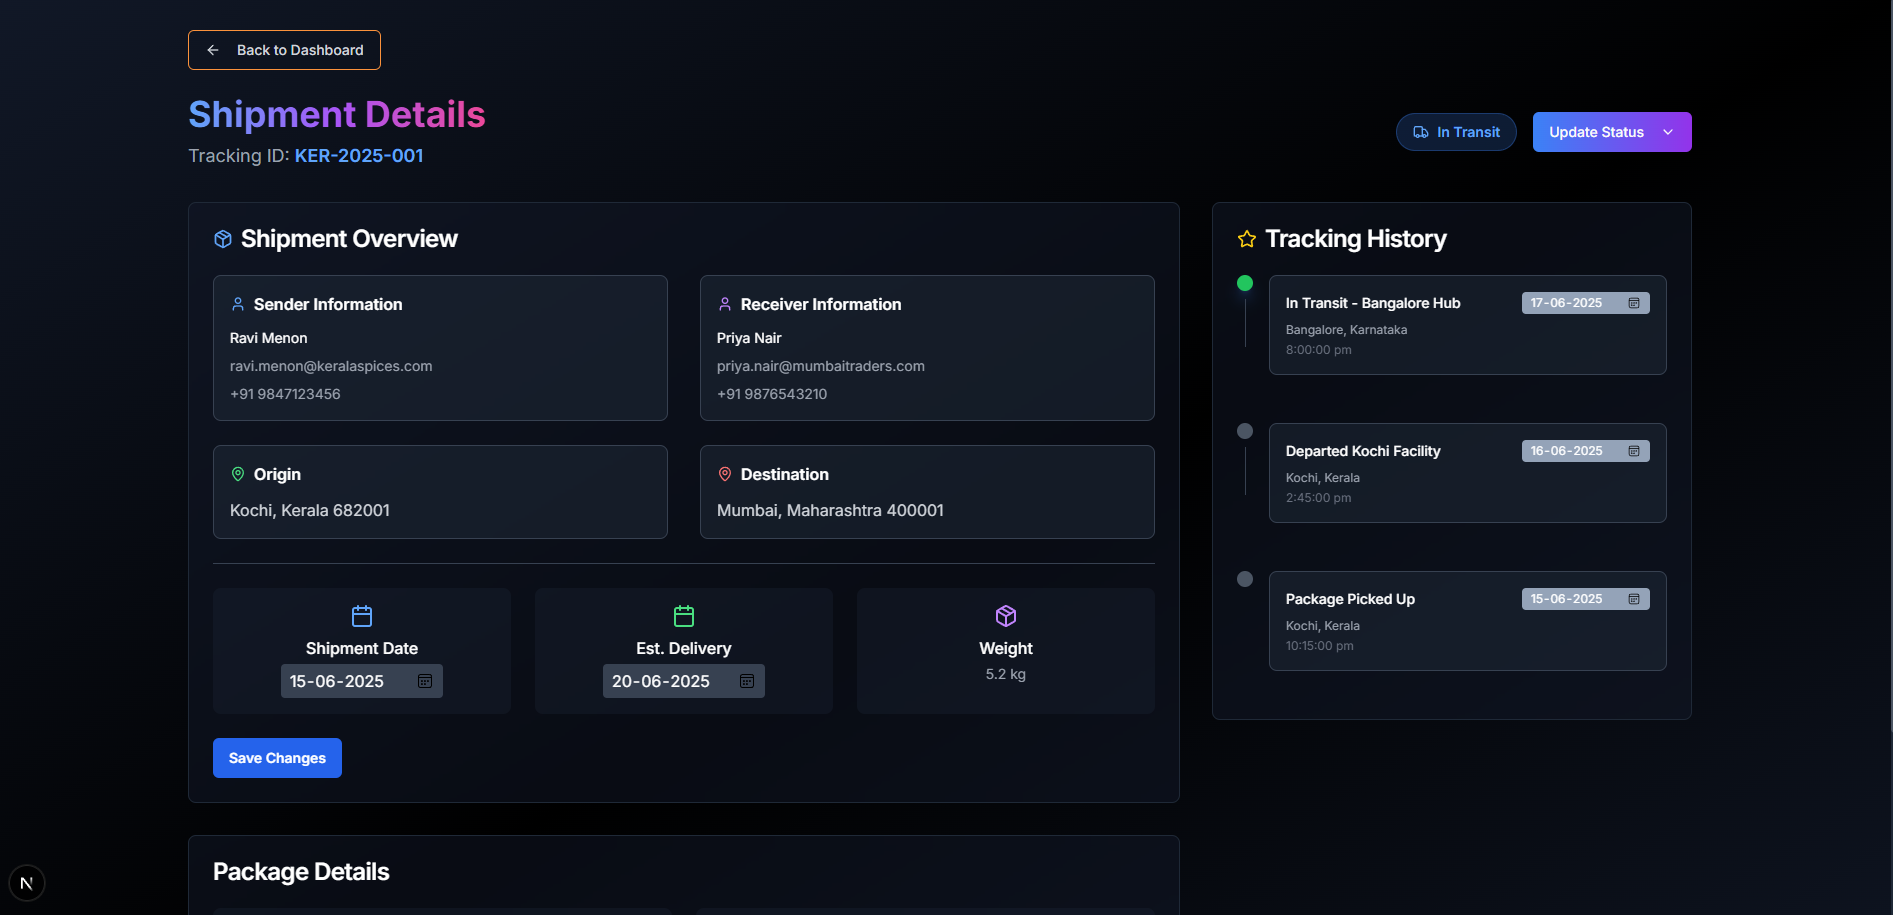 Back to Dashboard
Shipment Details
Tracking ID: KER-2025-001
In Transit
Update Status
Shipment Overview
Sender Information
Ravi Menon
ravi.menon@keralaspices.com
+91 9847123456
Receiver Information
Priya Nair
priya.nair@mumbaitraders.com
+91 9876543210
Origin
Kochi, Kerala 682001
Destination
Mumbai, Maharashtra 400001
Shipment Date
15-06-2025
Est. Delivery
20-06-2025
Weight
5.2 kg
Save Changes
Tracking History
In Transit - Bangalore Hub
17-06-2025
Bangalore, Karnataka
8:00:00 pm
Departed Kochi Facility
16-06-2025
Kochi, Kerala
2:45:00 pm
Package Picked Up
15-06-2025
Kochi, Kerala
10:15:00 pm
Package Details
N